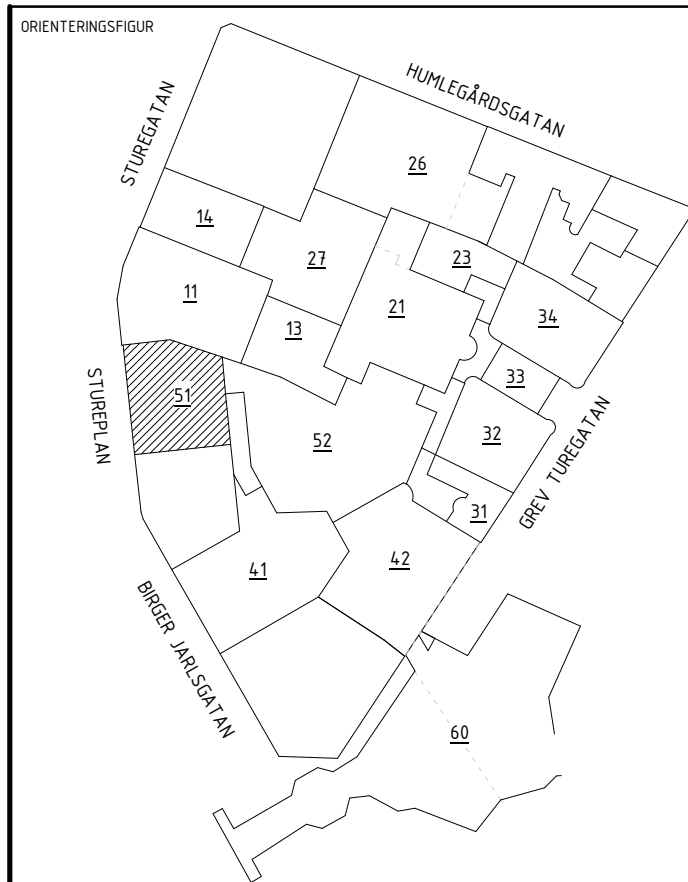 ORIENTERINGSFIGUR
HUMLEGÅRDSGATAN
STUREGATAN
26
14
27
23
11
21
34
13
33
STUREPLAN
51
32
52
GREV TUREGATAN
31
42
41
BIRGER JARLSGATAN
60